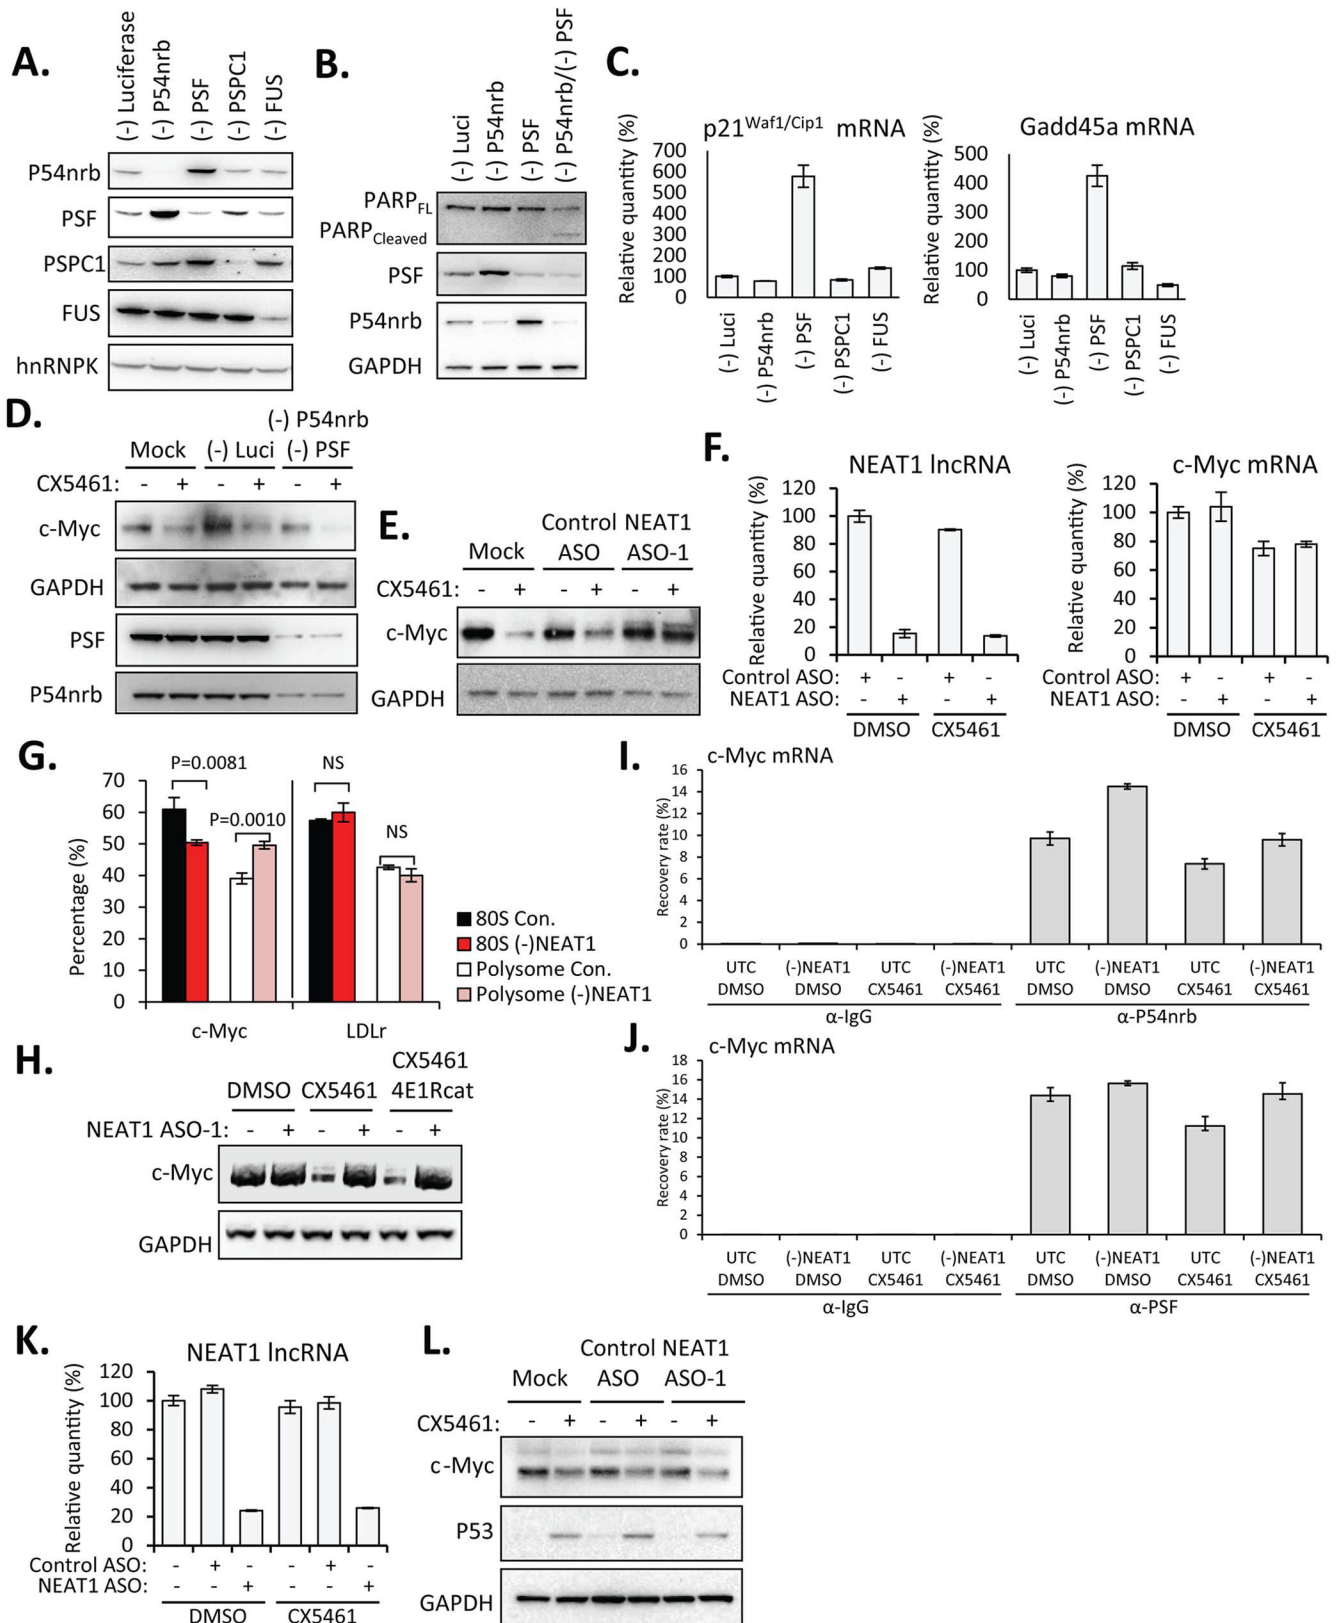 A.
(-) Luciferase
(-) P54nrb
(-) PSF
(-) PSPC1
(-) FUS
P54nrb
PSF
PSPC1
FUS
hnRNPK
B.
(-) Luci
(-) P54nrb
(-) PSF
(-) P54nrb/(-) PSF
PARPFL
PARPCleaved
PSF
P54nrb
GAPDH
C.
p21Waf1/Cip1 mRNA
Relative quantity (%)
700
600
500
400
300
200
100
0
(-) Luci
(-) P54nrb
(-) PSF
(-) PSPC1
(-) FUS
Gadd45a mRNA
Relative quantity (%)
500
400
300
200
100
0
(-) Luci
(-) P54nrb
(-) PSF
(-) PSPC1
(-) FUS
D.
(-) P54nrb
Mock (-) Luci (-) PSF
CX5461: - + - + - +
c-Myc
GAPDH
PSF
P54nrb
E.
Control NEAT1
Mock ASO ASO-1
CX5461: - + - + - +
c-Myc
GAPDH
F.
NEAT1 lncRNA
Relative quantity (%)
120
100
80
60
40
20
0
Control ASO: + - + -
NEAT1 ASO: - + - +
DMSO CX5461
c-Myc mRNA
Relative quantity (%)
120
100
80
60
40
20
0
Control ASO: + - + -
NEAT1 ASO: - + - +
DMSO CX5461
G.
P=0.0081
P=0.0010
NS
NS
Percentage (%)
70
60
50
40
30
20
10
0
c-Myc LDLr
80S Con.
80S (-)NEAT1
Polysome Con.
Polysome (-)NEAT1
H.
CX5461
DMSO CX5461 4E1Rcat
NEAT1 ASO-1: - + - + - +
c-Myc
GAPDH
I.
c-Myc mRNA
Recovery rate (%)
16
14
12
10
8
6
4
2
0
UTC (-)NEAT1 UTC (-)NEAT1 UTC (-)NEAT1 UTC (-)NEAT1
DMSO DMSO CX5461 CX5461 DMSO DMSO CX5461 CX5461
α-IgG α-P54nrb
J.
c-Myc mRNA
Recovery rate (%)
18
16
14
12
10
8
6
4
2
0
UTC (-)NEAT1 UTC (-)NEAT1 UTC (-)NEAT1 UTC (-)NEAT1
DMSO DMSO CX5461 CX5461 DMSO DMSO CX5461 CX5461
α-IgG α-PSF
K.
NEAT1 lncRNA
Relative quantity (%)
120
100
80
60
40
20
0
Control ASO: - + - - + -
NEAT1 ASO: - - + - - +
DMSO CX5461
L.
Control NEAT1
Mock ASO ASO-1
CX5461: - + - + - +
c-Myc
P53
GAPDH